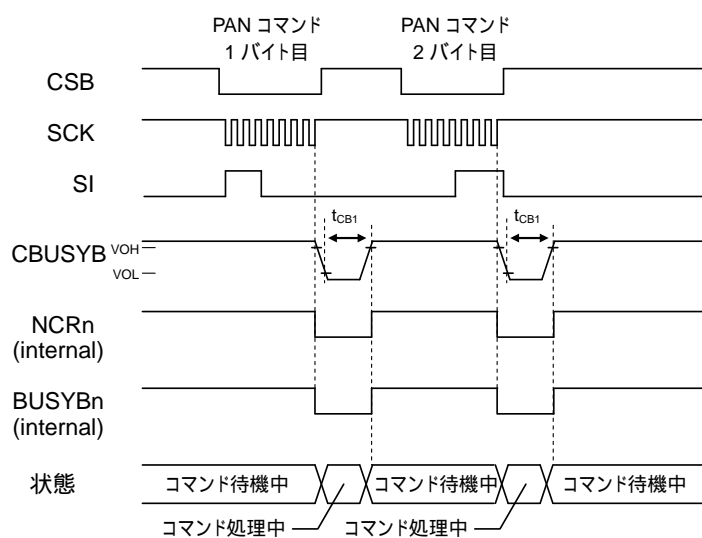 PAN コマンド
1 バイト目
PAN コマンド
2 バイト目
CSB
SCK
SI
tCB1
tCB1
CBUSYB
VOH
VOL
NCRn
(internal)
BUSYBn
(internal)
状態
コマンド待機中
コマンド待機中
コマンド待機中
コマンド処理中
コマンド処理中